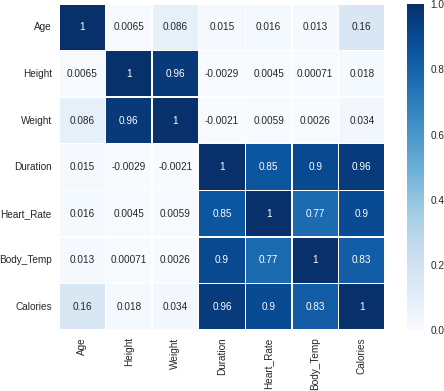 Age 1 0.0065 0.086 0.015 0.016 0.013 0.16
Height 0.0065 1 0.96 -0.0029 0.0045 0.00071 0.018
Weight 0.086 0.96 1 -0.0021 0.0059 0.0026 0.034
Duration 0.015 -0.0029 -0.0021 1 0.85 0.9 0.96
Heart_Rate 0.016 0.0045 0.0059 0.85 1 0.77 0.9
Body_Temp 0.013 0.00071 0.0026 0.9 0.77 1 0.83
Calories 0.16 0.018 0.034 0.96 0.9 0.83 1
Age Height Weight Duration Heart_Rate Body_Temp Calories
1.0
0.8
0.6
0.4
0.2
0.0